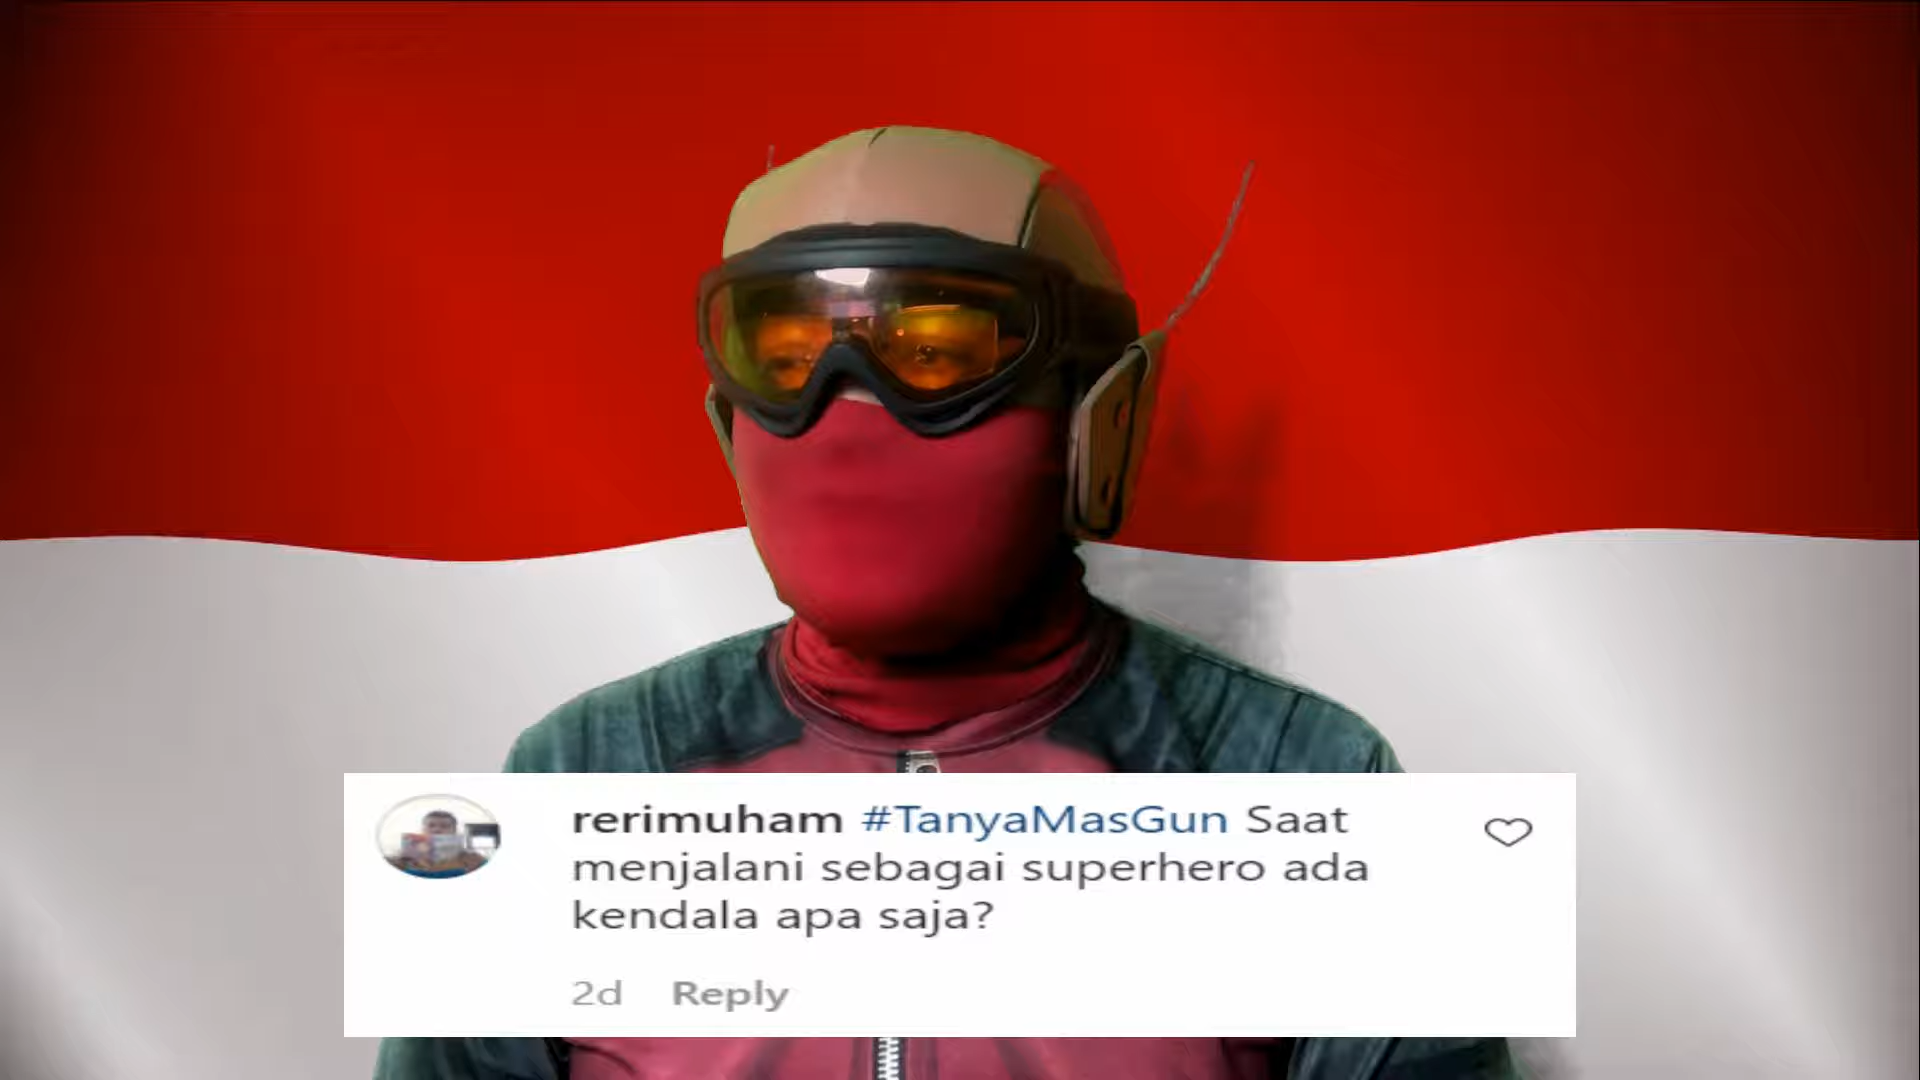 rerimuham #TanyaMasGun Saat
menjalani sebagai superhero ada
kendala apa saja?
2d Reply